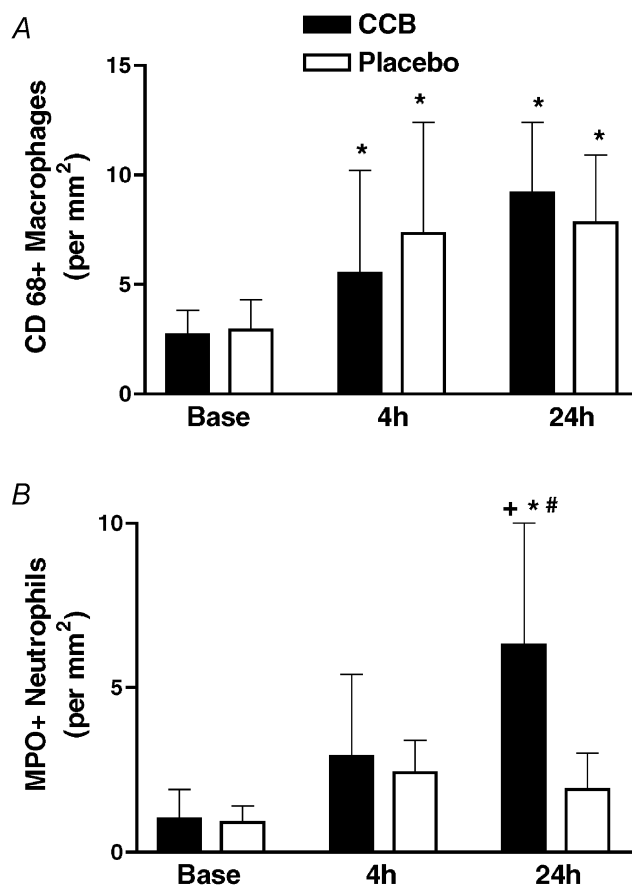 A
CCB
Placebo
CD 68+ Macrophages
(per mm²)
15
10
5
0
* * * *
Base 4h 24h
B
+ * #
MPO+ Neutrophils
(per mm²)
10
5
0
Base 4h 24h